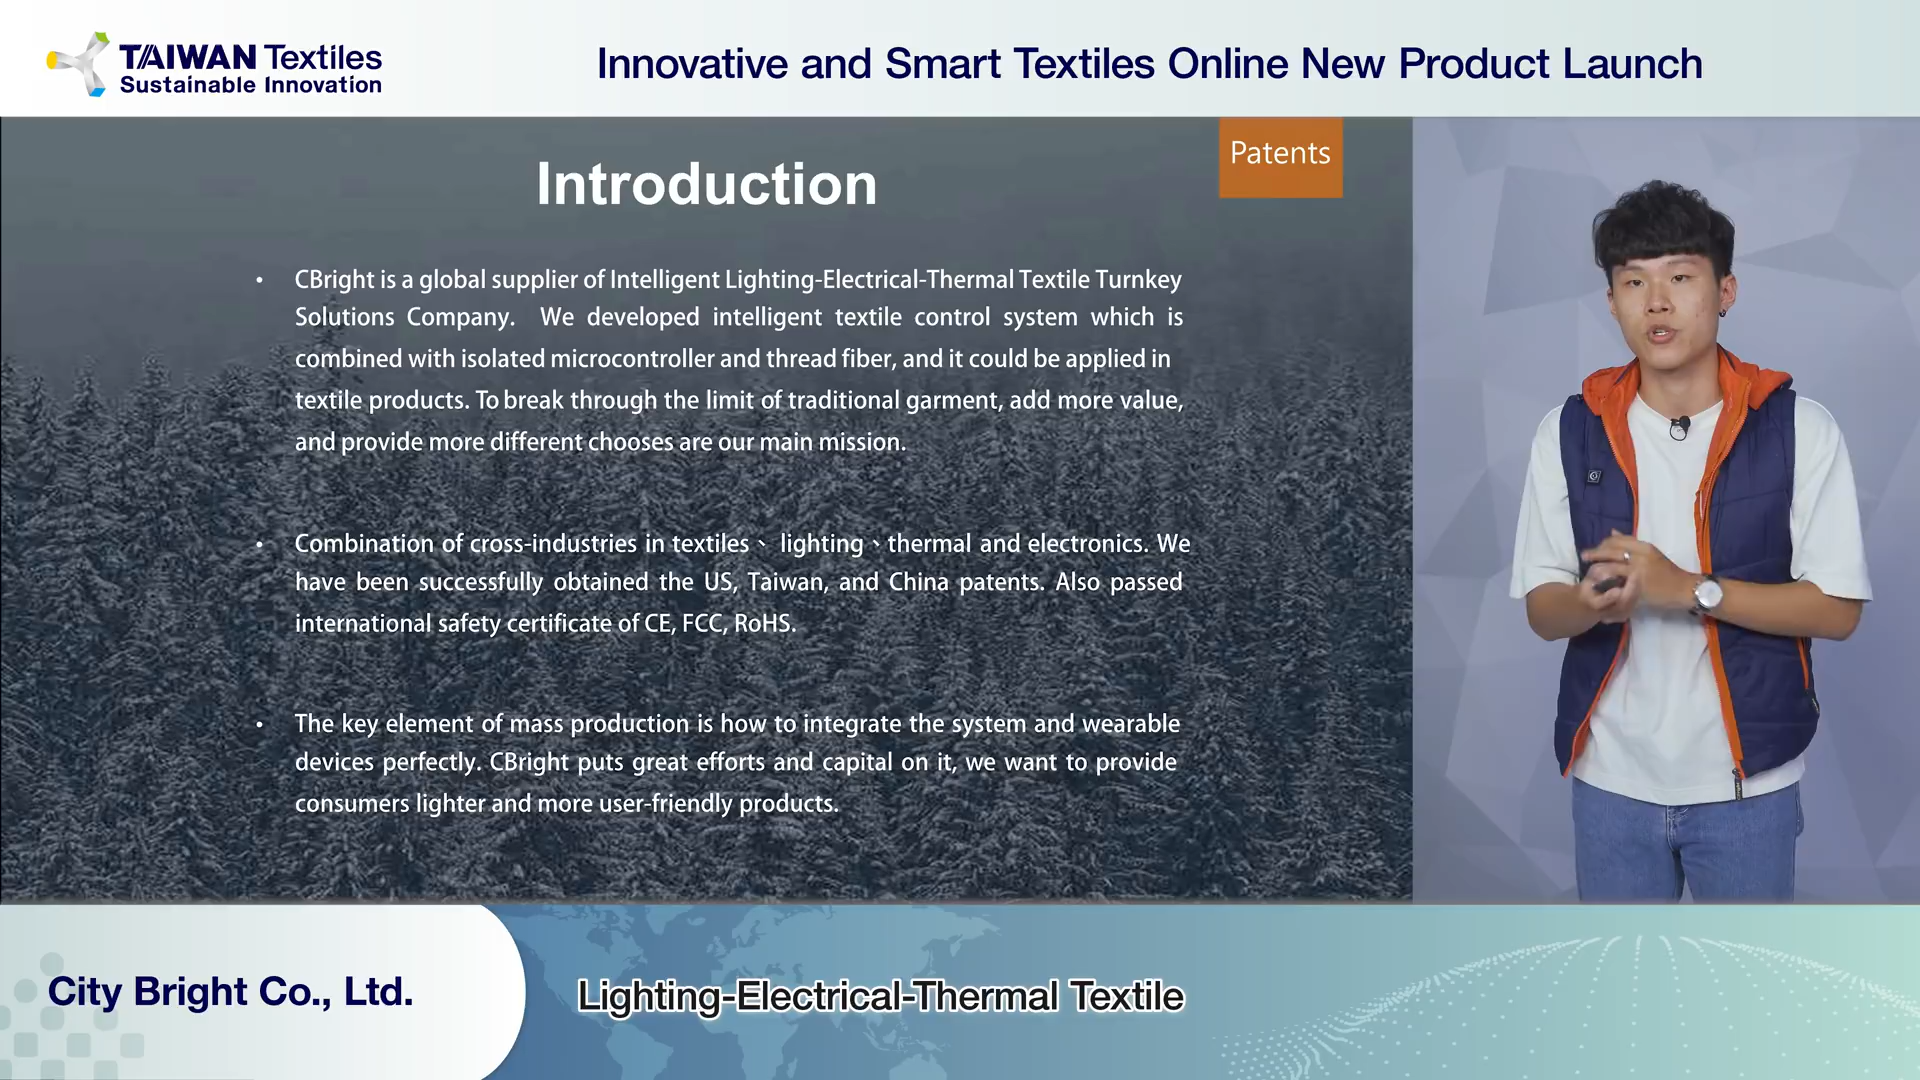 TAIWAN Textiles
Sustainable Innovation
Innovative and Smart Textiles Online New Product Launch
Patents
Introduction
• CBright is a global supplier of Intelligent Lighting-Electrical-Thermal Textile Turnkey
Solutions Company. We developed intelligent textile control system which is
combined with isolated microcontroller and thread fiber, and it could be applied in
textile products. To break through the limit of traditional garment, add more value,
and provide more different chooses are our main mission.
• Combination of cross-industries in textiles、 lighting、thermal and electronics. We
have been successfully obtained the US, Taiwan, and China patents. Also passed
international safety certificate of CE, FCC, RoHS.
• The key element of mass production is how to integrate the system and wearable
devices perfectly. CBright puts great efforts and capital on it, we want to provide
consumers lighter and more user-friendly products.
City Bright Co., Ltd.
Lighting-Electrical-Thermal Textile